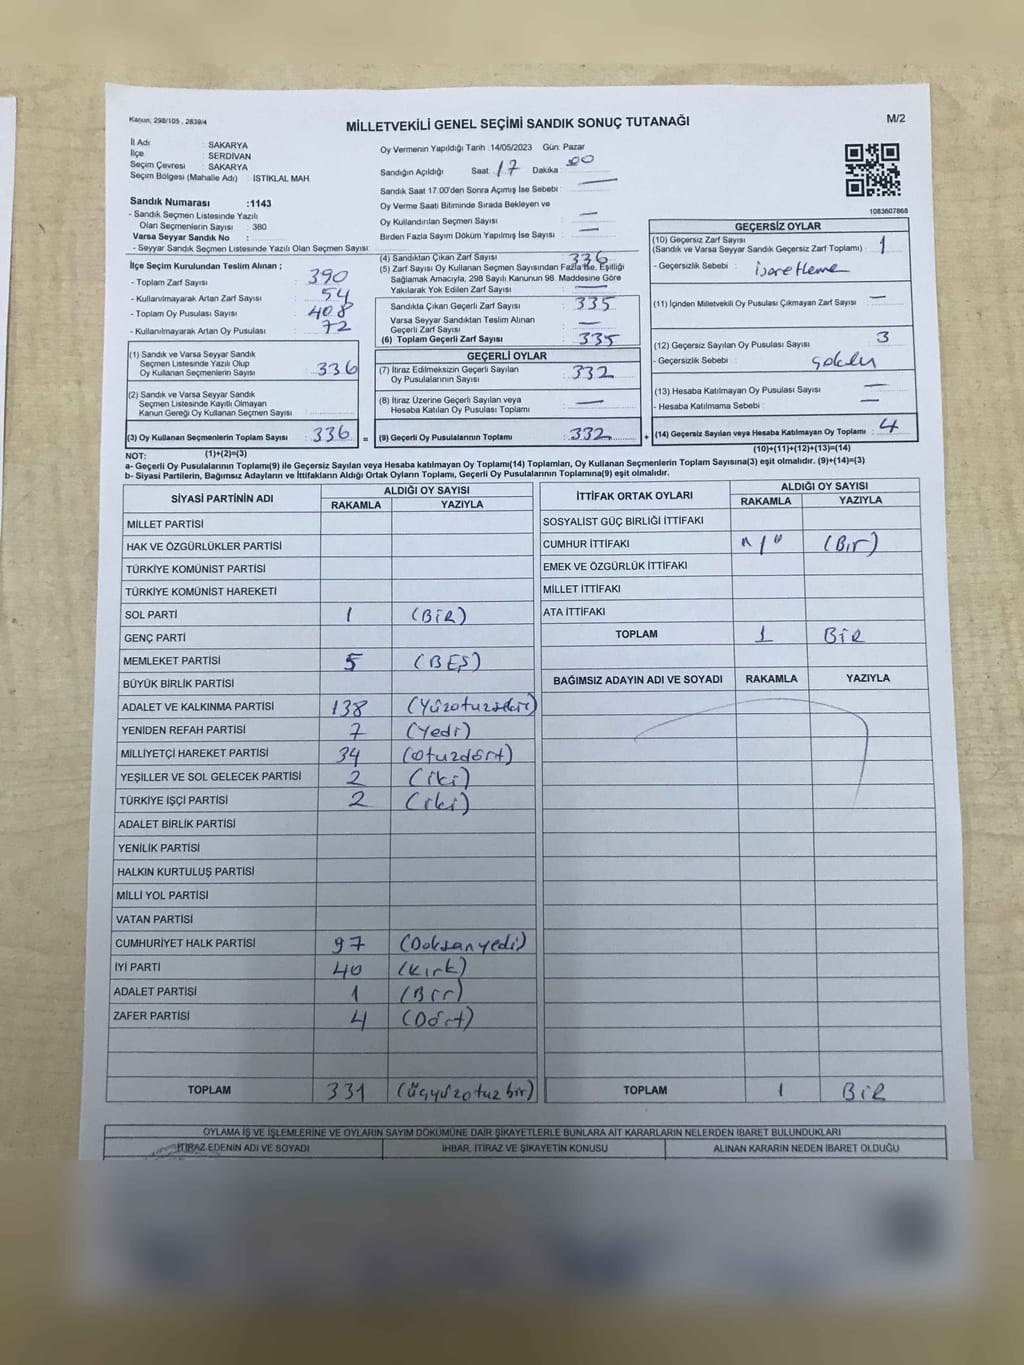 Kanun, 298/105 , 2839/4
MİLLETVEKİLİ GENEL SEÇİMİ SANDIK SONUÇ TUTANAĞI
M/2
İl Adı : SAKARYA
İlçe : SERDİVAN
Seçim Çevresi : SAKARYA
Seçim Bölgesi (Mahalle Adı) : İSTİKLAL MAH
Sandık Numarası :1143
- Sandık Seçmen Listesinde Yazılı
Olan Seçmenlerin Sayısı : 380
Varsa Seyyar Sandık No :
- Seyyar Sandık Seçmen Listesinde Yazılı Olan Seçmen Sayısı:
Oy Vermenin Yapıldığı Tarih :14/05/2023 Gün: Pazar
Sandığın Açıldığı Saat : 17 Dakika : 00
Sandık Saat 17:00'den Sonra Açımış İse Sebebi : —
Oy Verme Saati Bitiminde Sırada Bekleyen ve
Oy Kullandırılan Seçmen Sayısı : —
Birden Fazla Sayım Döküm Yapılmış İse Sayısı : —
1083607868
İlçe Seçim Kurulundan Teslim Alınan ;
- Toplam Zarf Sayısı : 390
- Kullanılmayarak Artan Zarf Sayısı : 54
- Toplam Oy Pusulası Sayısı : 408
- Kullanılmayarak Artan Oy Pusulası : 72
(1) Sandık ve Varsa Seyyar Sandık
Seçmen Listesinde Yazılı Olup
Oy Kullanan Seçmenlerin Sayısı : 336
(2) Sandık ve Varsa Seyyar Sandık
Seçmen Listesinde Kayıtlı Olmayan
Kanun Gereği Oy Kullanan Seçmen Sayısı :
(3) Oy Kullanan Seçmenlerin Toplam Sayısı : 336 =
(1)+(2)=(3)
(4) Sandıktan Çıkan Zarf Sayısı : 336
(5) Zarf Sayısı Oy Kullanan Seçmen Sayısından Fazla İse, Eşitliği
Sağlamak Amacıyla, 298 Sayılı Kanunun 98. Maddesine Göre
Yakılarak Yok Edilen Zarf Sayısı : —
Sandıkta Çıkan Geçerli Zarf Sayısı : 335
Varsa Seyyar Sandıktan Teslim Alınan
Geçerli Zarf Sayısı : —
(6) Toplam Geçerli Zarf Sayısı : 335
GEÇERLİ OYLAR
(7) İtiraz Edilmeksizin Geçerli Sayılan
Oy Pusulalarının Sayısı : 332
(8) İtiraz Üzerine Geçerli Sayılan veya
Hesaba Katılan Oy Pusulası Toplamı : —
(9) Geçerli Oy Pusulalarının Toplamı : 332 +
GEÇERSİZ OYLAR
(10) Geçersiz Zarf Sayısı
(Sandık ve Varsa Seyyar Sandık Geçersiz Zarf Toplamı) : 1
- Geçersizlik Sebebi : işaretleme
(11) İçinden Milletvekili Oy Pusulası Çıkmayan Zarf Sayısı : —
(12) Geçersiz Sayılan Oy Pusulası Sayısı : 3
- Geçersizlik Sebebi :
(13) Hesaba Katılmayan Oy Pusulası Sayısı : —
- Hesaba Katılmama Sebebi : —
(14) Geçersiz Sayılan veya Hesaba Katılmayan Oy Toplamı : 4
(10)+(11)+(12)+(13)=(14)
NOT:
a- Geçerli Oy Pusulalarının Toplamı(9) ile Geçersiz Sayılan veya Hesaba katılmayan Oy Toplamı(14) Toplamları, Oy Kullanan Seçmenlerin Toplam Sayısına(3) eşit olmalıdır. (9)+(14)=(3)
b- Siyasi Partilerin, Bağımsız Adayların ve İttifakların Aldığı Ortak Oyların Toplamı, Geçerli Oy Pusulalarının Toplamına(9) eşit olmalıdır.
SİYASİ PARTİNİN ADI ALDIĞI OY SAYISI
RAKAMLA YAZIYLA
MİLLET PARTİSİ
HAK VE ÖZGÜRLÜKLER PARTİSİ
TÜRKİYE KOMÜNİST PARTİSİ
TÜRKİYE KOMÜNİST HAREKETİ
SOL PARTİ 1 (BİR)
GENÇ PARTİ
MEMLEKET PARTİSİ 5 (BEŞ)
BÜYÜK BİRLİK PARTİSİ
ADALET VE KALKINMA PARTİSİ 138 (Yüzotuzsekiz)
YENİDEN REFAH PARTİSİ 7 (Yedi)
MİLLİYETÇİ HAREKET PARTİSİ 34 (otuzdört)
YEŞİLLER VE SOL GELECEK PARTİSİ 2 (iki)
TÜRKİYE İŞÇİ PARTİSİ 2 (iki)
ADALET BİRLİK PARTİSİ
YENİLİK PARTİSİ
HALKIN KURTULUŞ PARTİSİ
MİLLİ YOL PARTİSİ
VATAN PARTİSİ
CUMHURİYET HALK PARTİSİ 97 (Doksanyedi)
İYİ PARTİ 40 (Kırk)
ADALET PARTİSİ 1 (Bir)
ZAFER PARTİSİ 4 (Dört)
TOPLAM 331 (üçyüzotuzbir)
İTTİFAK ORTAK OYLARI ALDIĞI OY SAYISI
RAKAMLA YAZIYLA
SOSYALİST GÜÇ BİRLİĞİ İTTİFAKI
CUMHUR İTTİFAKI "1" (Bir)
EMEK VE ÖZGÜRLÜK İTTİFAKI
MİLLET İTTİFAKI
ATA İTTİFAKI
TOPLAM 1 BİR
BAĞIMSIZ ADAYIN ADI VE SOYADI RAKAMLA YAZIYLA
TOPLAM 1 BİR
OYLAMA İŞ VE İŞLEMLERİNE VE OYLARIN SAYIM DÖKÜMÜNE DAİR ŞİKAYETLERLE BUNLARA AİT KARARLARIN NELERDEN İBARET BULUNDUKLARI
İTİRAZ EDENİN ADI VE SOYADI İHBAR, İTİRAZ VE ŞİKAYETİN KONUSU ALINAN KARARIN NEDEN İBARET OLDUĞU